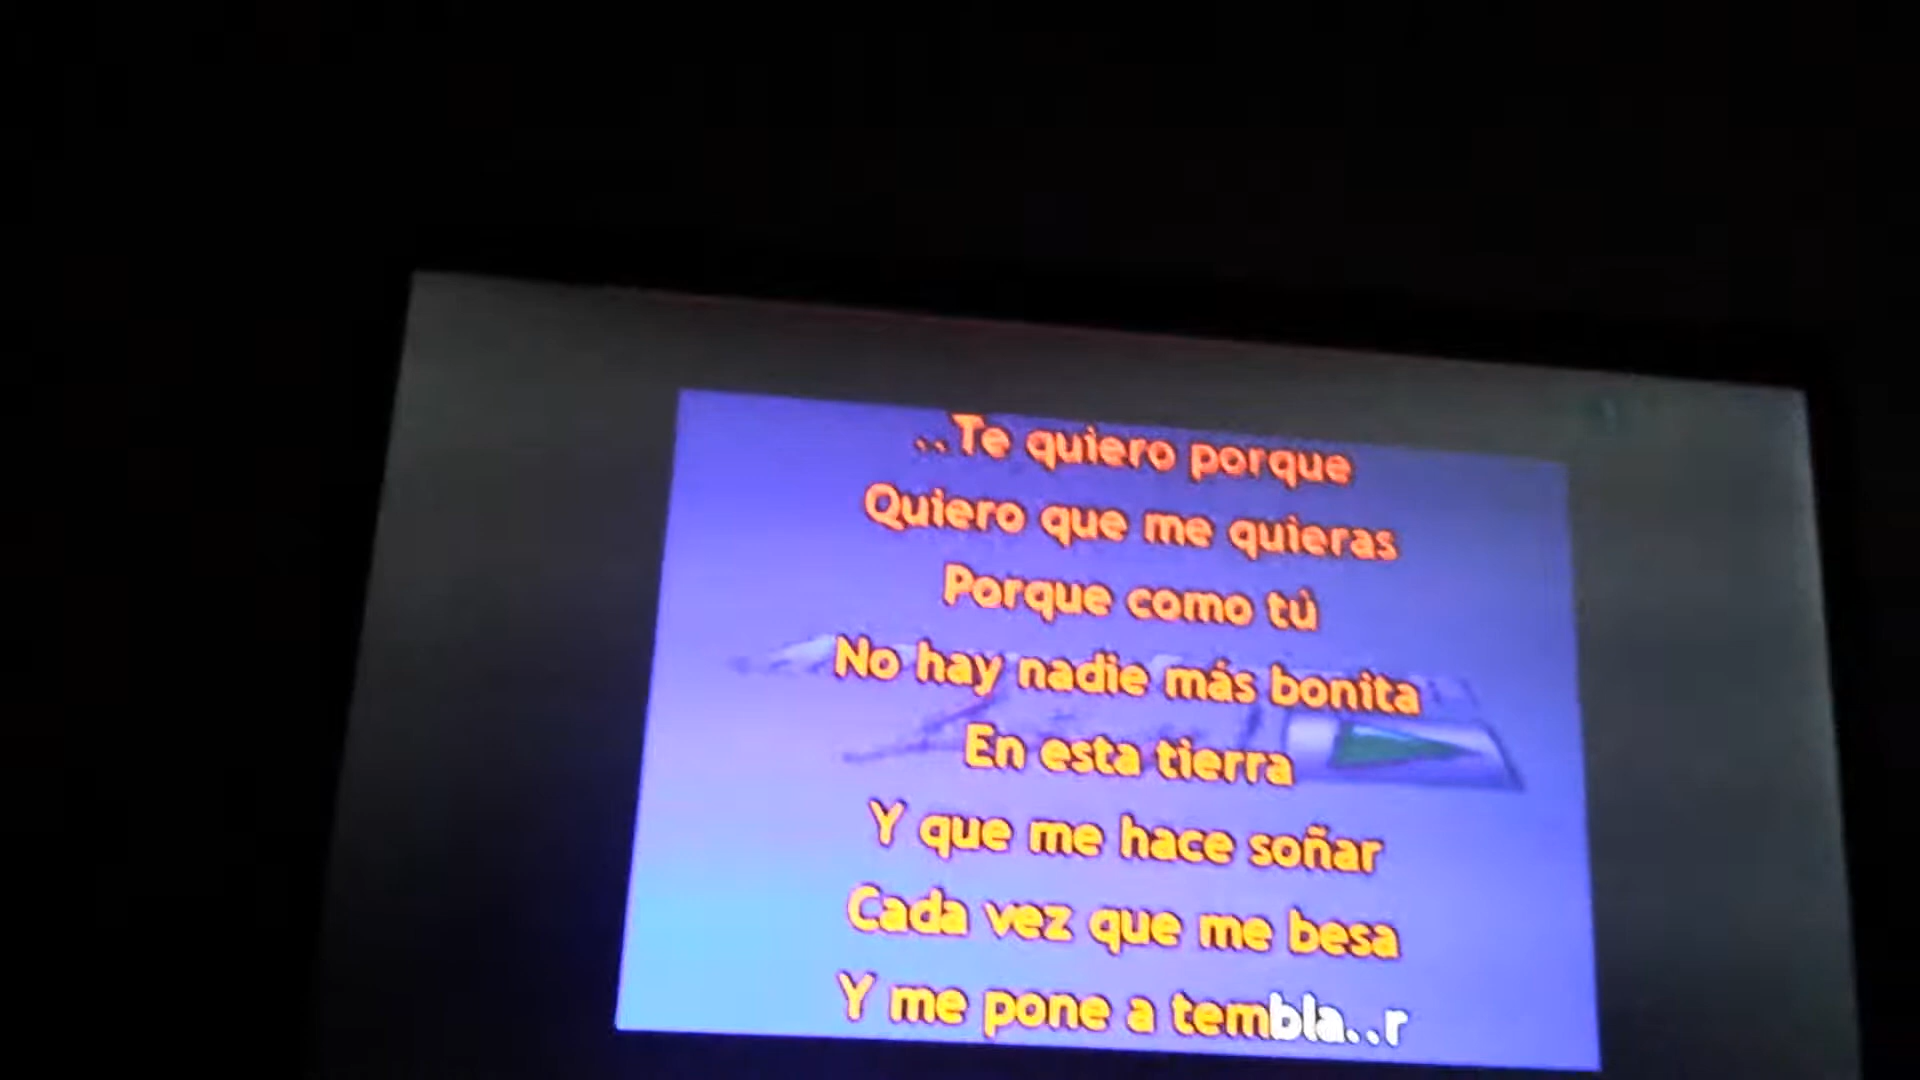 ..Te quiero porque
Quiero que me quieras
Porque como tú
No hay nadie más bonita
En esta tierra
Y que me hace soñar
Cada vez que me besa
Y me pone a tembla..r